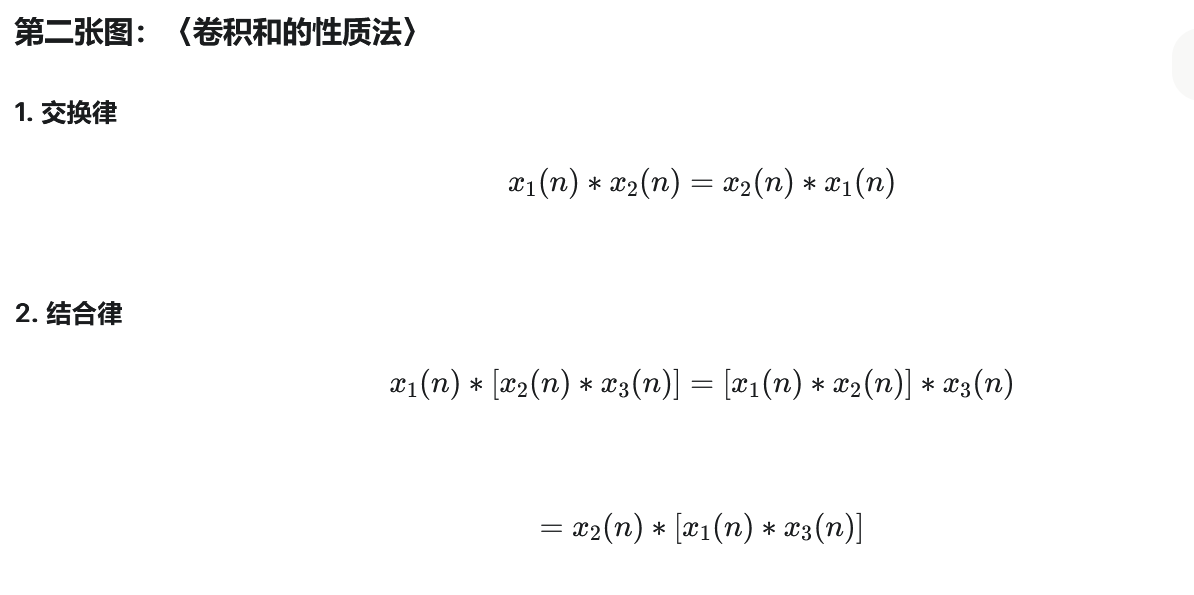 第二张图：〈卷积和的性质法〉
1. 交换律
x₁(n) ∗ x₂(n) = x₂(n) ∗ x₁(n)
2. 结合律
x₁(n) ∗ [x₂(n) ∗ x₃(n)] = [x₁(n) ∗ x₂(n)] ∗ x₃(n)
= x₂(n) ∗ [x₁(n) ∗ x₃(n)]